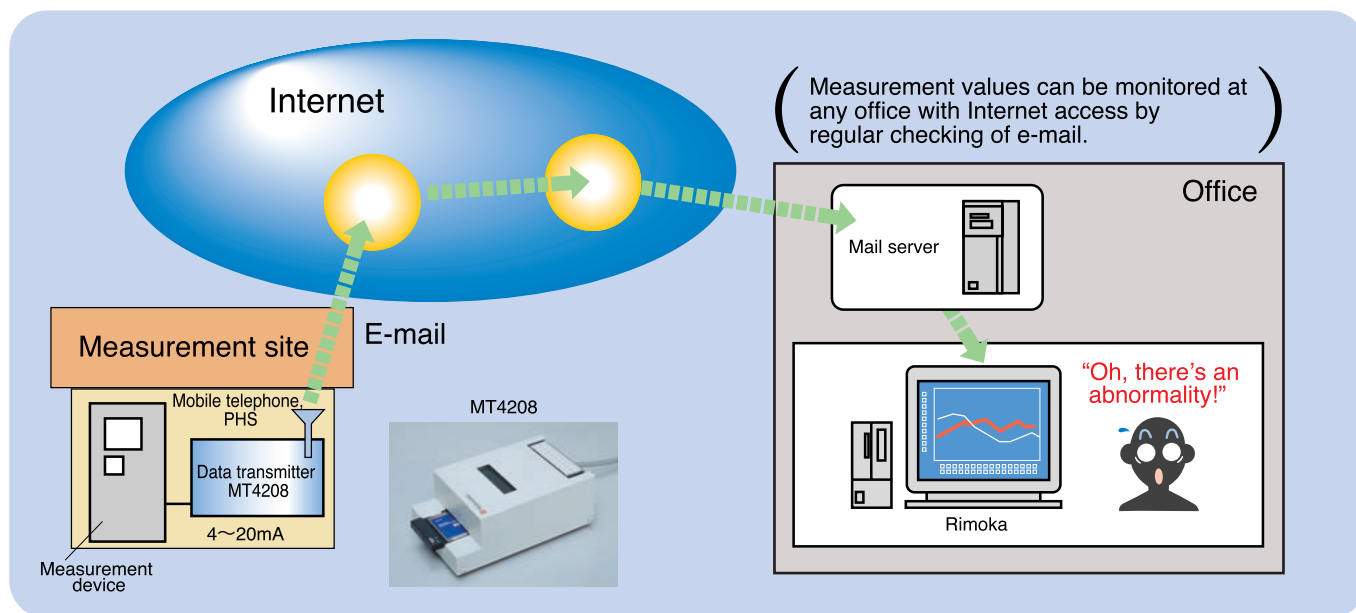 Internet
Measurement values can be monitored at
any office with Internet access by
regular checking of e-mail.
Office
Mail server
E-mail
Measurement site
Mobile telephone,
PHS
Data transmitter
MT4208
4～20mA
Measurement
device
MT4208
“Oh, there’s an
abnormality!”
Rimoka